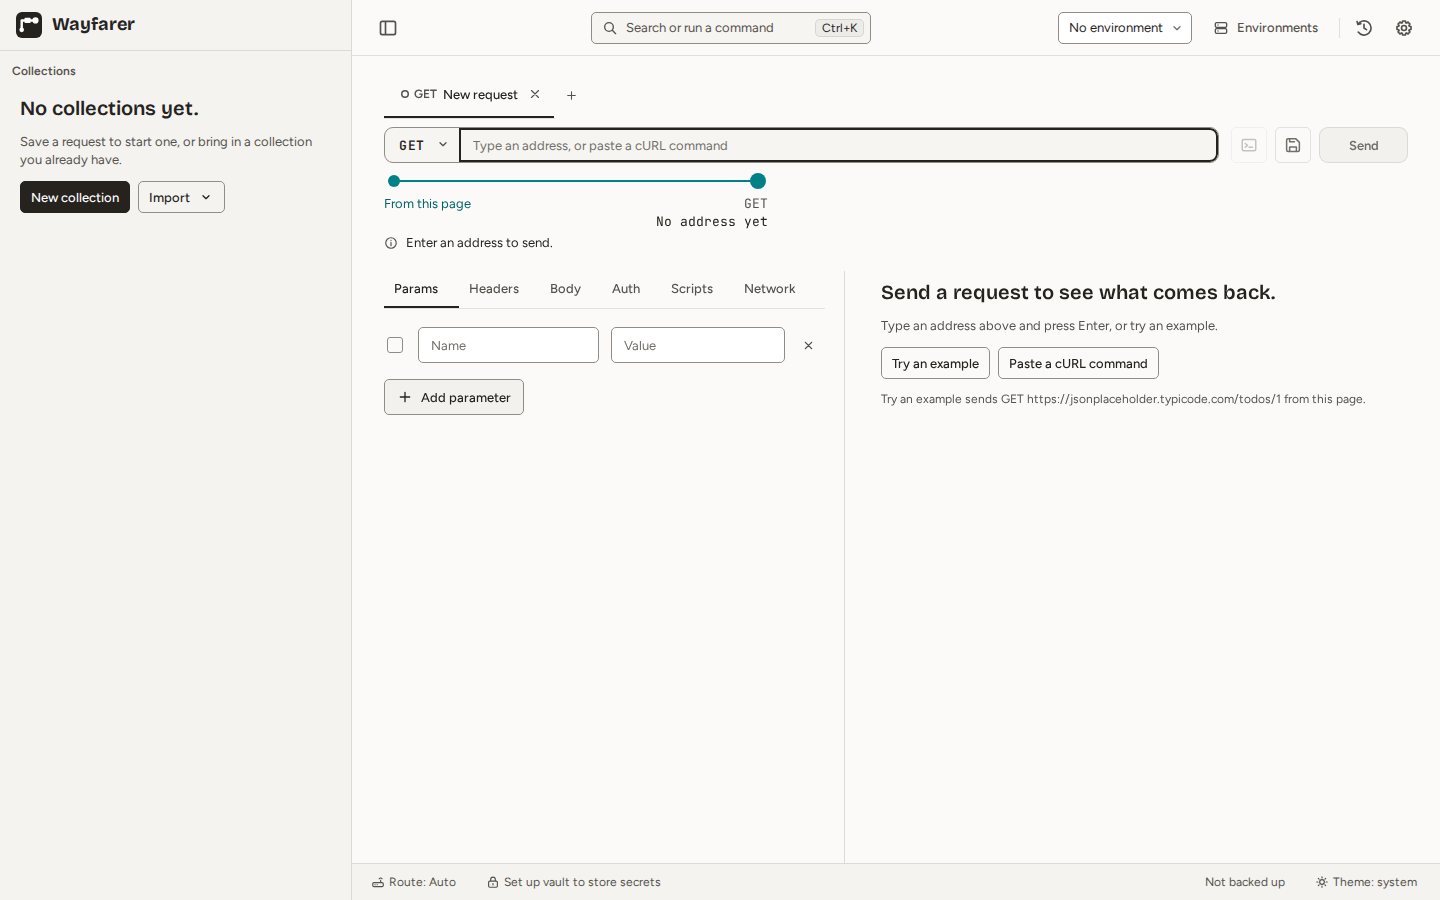 Wayfarer
Collections
No collections yet.
Save a request to start one, or bring in a collection
you already have.
New collection
Import
Search or run a command
Ctrl+K
No environment
Environments
GET New request
GET
Type an address, or paste a cURL command
Send
From this page
GET
No address yet
Enter an address to send.
Params
Headers
Body
Auth
Scripts
Network
Name
Value
Add parameter
Send a request to see what comes back.
Type an address above and press Enter, or try an example.
Try an example
Paste a cURL command
Try an example sends GET https://jsonplaceholder.typicode.com/todos/1 from this page.
Route: Auto
Set up vault to store secrets
Not backed up
Theme: system